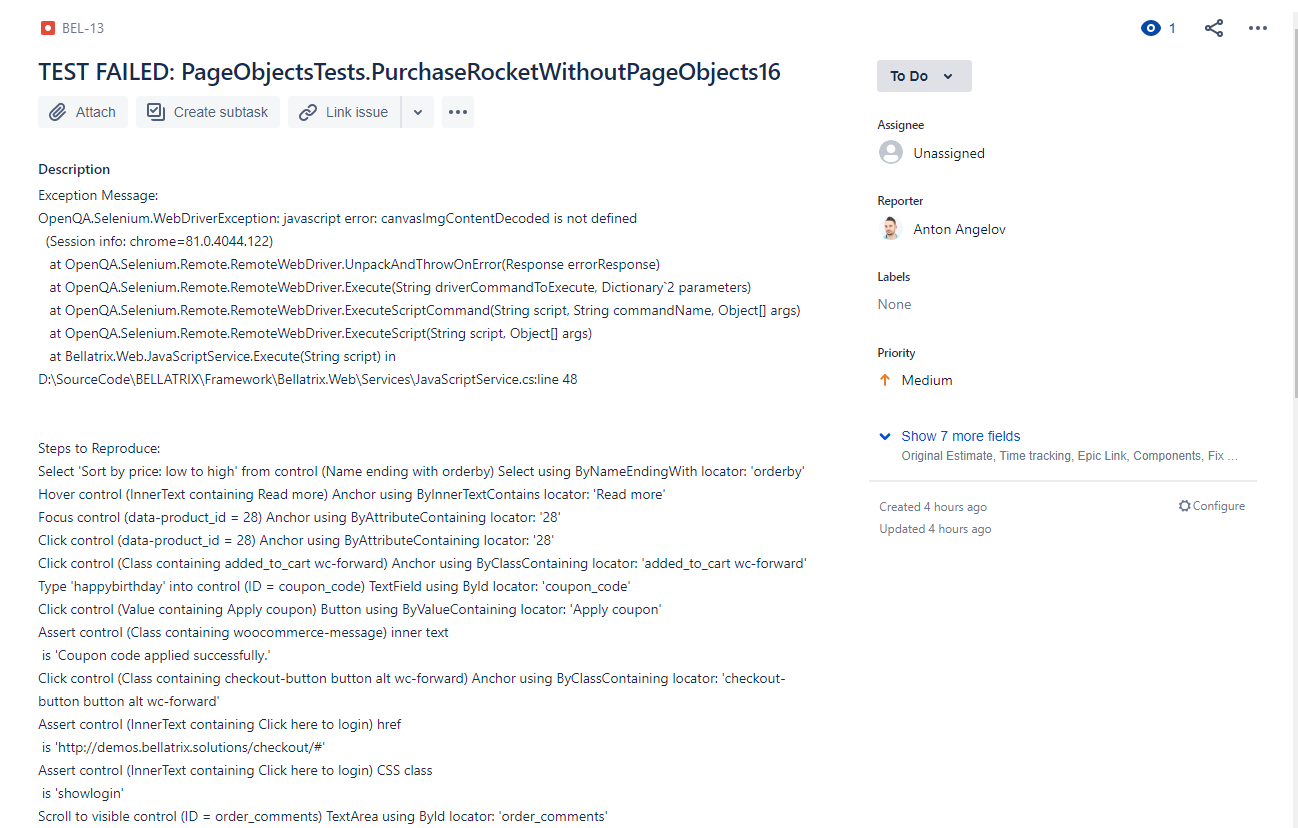 BEL-13
1
TEST FAILED: PageObjectsTests.PurchaseRocketWithoutPageObjects16
Attach
Create subtask
Link issue
Description
Exception Message:
OpenQA.Selenium.WebDriverException: javascript error: canvasImgContentDecoded is not defined
(Session info: chrome=81.0.4044.122)
at OpenQA.Selenium.Remote.RemoteWebDriver.UnpackAndThrowOnError(Response errorResponse)
at OpenQA.Selenium.Remote.RemoteWebDriver.Execute(String driverCommandToExecute, Dictionary`2 parameters)
at OpenQA.Selenium.Remote.RemoteWebDriver.ExecuteScriptCommand(String script, String commandName, Object[] args)
at OpenQA.Selenium.Remote.RemoteWebDriver.ExecuteScript(String script, Object[] args)
at Bellatrix.Web.JavaScriptService.Execute(String script) in
D:\SourceCode\BELLATRIX\Framework\Bellatrix.Web\Services\JavaScriptService.cs:line 48
Steps to Reproduce:
Select 'Sort by price: low to high' from control (Name ending with orderby) Select using ByNameEndingWith locator: 'orderby'
Hover control (InnerText containing Read more) Anchor using ByInnerTextContains locator: 'Read more'
Focus control (data-product_id = 28) Anchor using ByAttributeContaining locator: '28'
Click control (data-product_id = 28) Anchor using ByAttributeContaining locator: '28'
Click control (Class containing added_to_cart wc-forward) Anchor using ByClassContaining locator: 'added_to_cart wc-forward'
Type 'happybirthday' into control (ID = coupon_code) TextField using ById locator: 'coupon_code'
Click control (Value containing Apply coupon) Button using ByValueContaining locator: 'Apply coupon'
Assert control (Class containing woocommerce-message) inner text
is 'Coupon code applied successfully.'
Click control (Class containing checkout-button button alt wc-forward) Anchor using ByClassContaining locator: 'checkout-
button button alt wc-forward'
Assert control (InnerText containing Click here to login) href
is 'http://demos.bellatrix.solutions/checkout/#'
Assert control (InnerText containing Click here to login) CSS class
is 'showlogin'
Scroll to visible control (ID = order_comments) TextArea using ById locator: 'order_comments'
To Do
Assignee
Unassigned
Reporter
Anton Angelov
Labels
None
Priority
Medium
Show 7 more fields
Original Estimate, Time tracking, Epic Link, Components, Fix ...
Created 4 hours ago
Configure
Updated 4 hours ago